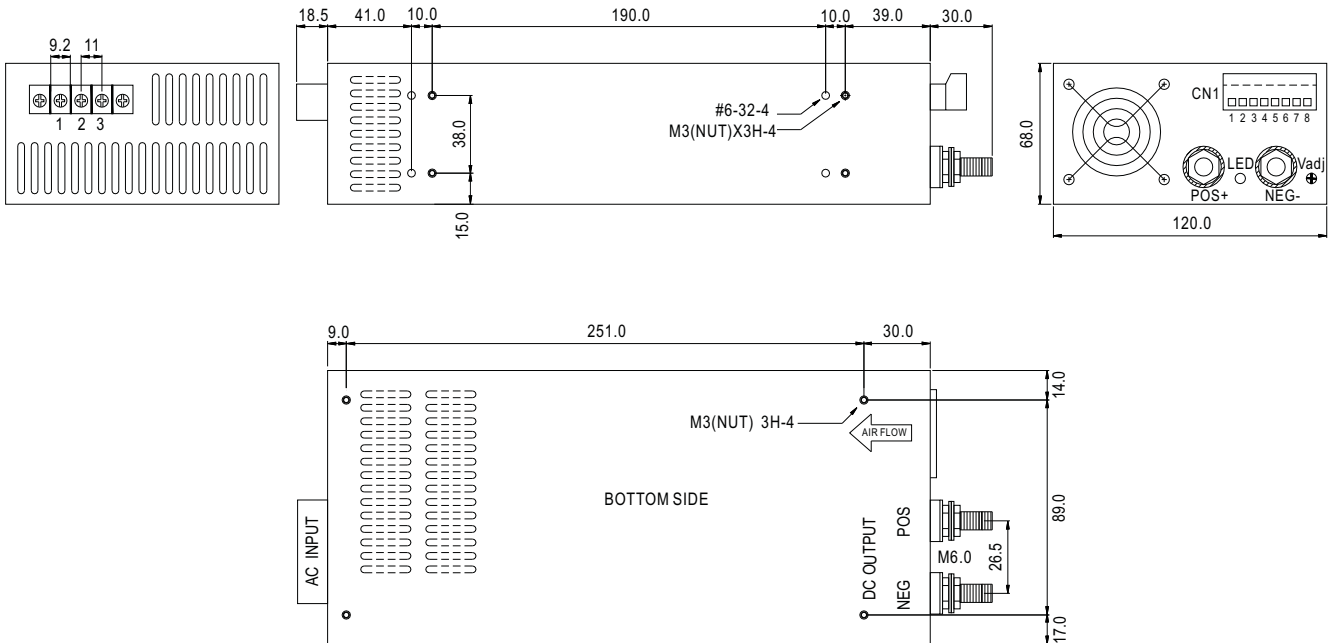 18.5 41.0 10.0 190.0 10.0 39.0 30.0
9.2 11
1 2 3
38.0
15.0
#6-32-4
M3(NUT)X3H-4
68.0
CN1
1 2 3 4 5 6 7 8
LED Vadj
POS+ NEG-
120.0
9.0 251.0 30.0
14.0
M3(NUT) 3H-4
AIR FLOW
BOTTOM SIDE
AC INPUT
DC OUTPUT
POS
NEG
M6.0
26.5
89.0
17.0